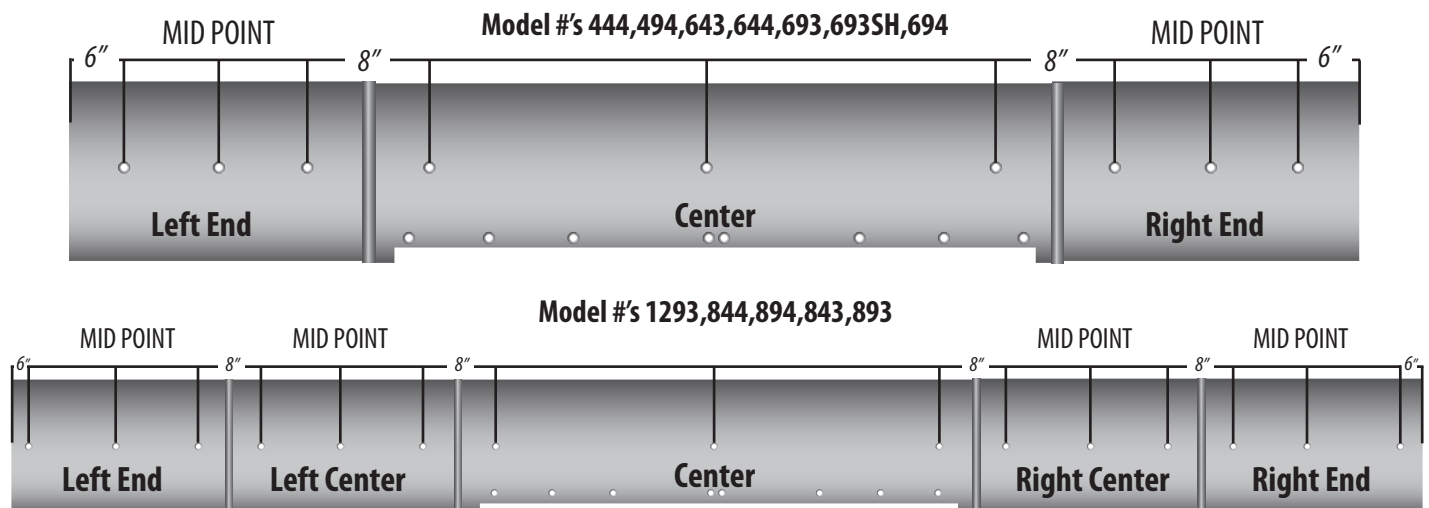 Model #'s 444,494,643,644,693,693SH,694
MID POINT MID POINT
6″ 8″ 8″ 6″
Left End Center Right End
Model #'s 1293,844,894,843,893
MID POINT MID POINT MID POINT MID POINT
6″ 8″ 8″ 8″ 8″ 6″
Left End Left Center Center Right Center Right End